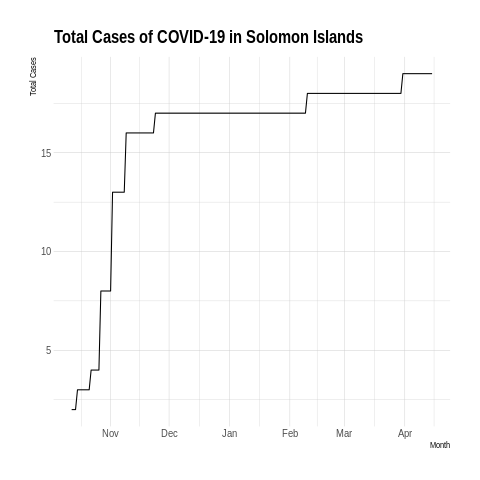 Total Cases of COVID-19 in Solomon Islands
Total Cases
15
10
5
Nov Dec Jan Feb Mar Apr
Month